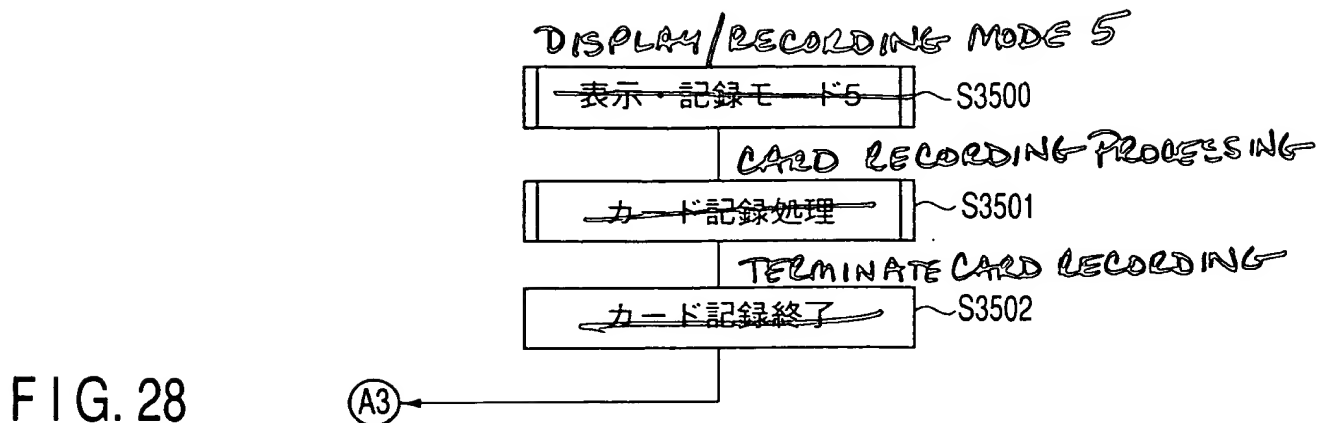 DISPLAY/RECORDING MODE 5
表示・記録モード5 S3500
CARD RECORDING PROCESSING
カード記録処理 S3501
TERMINATE CARD RECORDING
カード記録終了 S3502
FIG. 28 A3